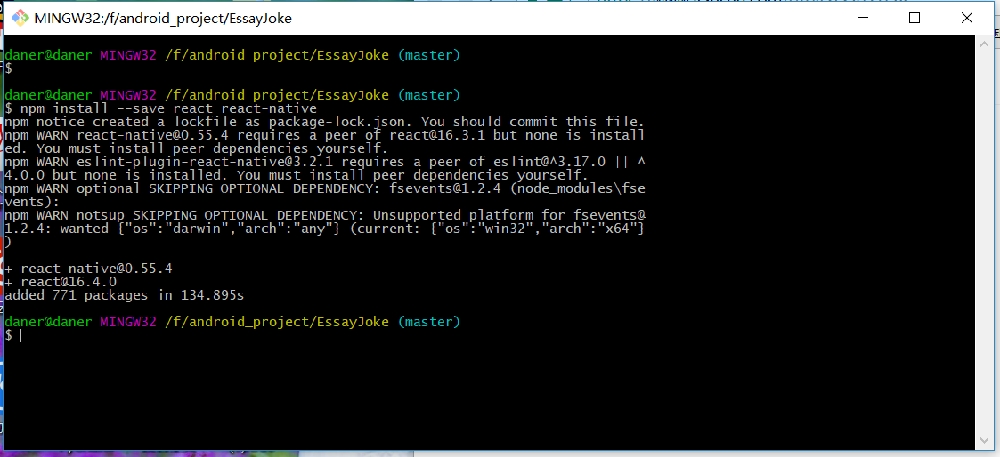 MINGW32:/f/android_project/EssayJoke
daner@daner MINGW32 /f/android_project/EssayJoke (master)
$
daner@daner MINGW32 /f/android_project/EssayJoke (master)
$ npm install --save react react-native
npm notice created a lockfile as package-lock.json. You should commit this file.
npm WARN react-native@0.55.4 requires a peer of react@16.3.1 but none is install
ed. You must install peer dependencies yourself.
npm WARN eslint-plugin-react-native@3.2.1 requires a peer of eslint@^3.17.0 || ^
4.0.0 but none is installed. You must install peer dependencies yourself.
npm WARN optional SKIPPING OPTIONAL DEPENDENCY: fsevents@1.2.4 (node_modules\fse
vents):
npm WARN notsup SKIPPING OPTIONAL DEPENDENCY: Unsupported platform for fsevents@
1.2.4: wanted {"os":"darwin","arch":"any"} (current: {"os":"win32","arch":"x64"}
)
+ react-native@0.55.4
+ react@16.4.0
added 771 packages in 134.895s
daner@daner MINGW32 /f/android_project/EssayJoke (master)
$